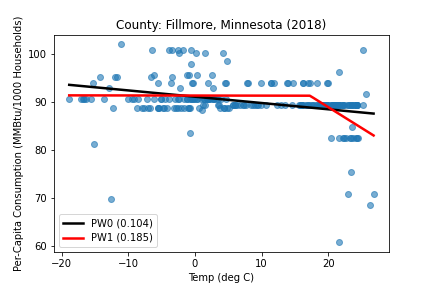 County: Fillmore, Minnesota (2018)
Per-Capita Consumption (MMBtu/1000 Households)
100
90
80
70
60
PW0 (0.104)
PW1 (0.185)
−20 −10 0 10 20
Temp (deg C)